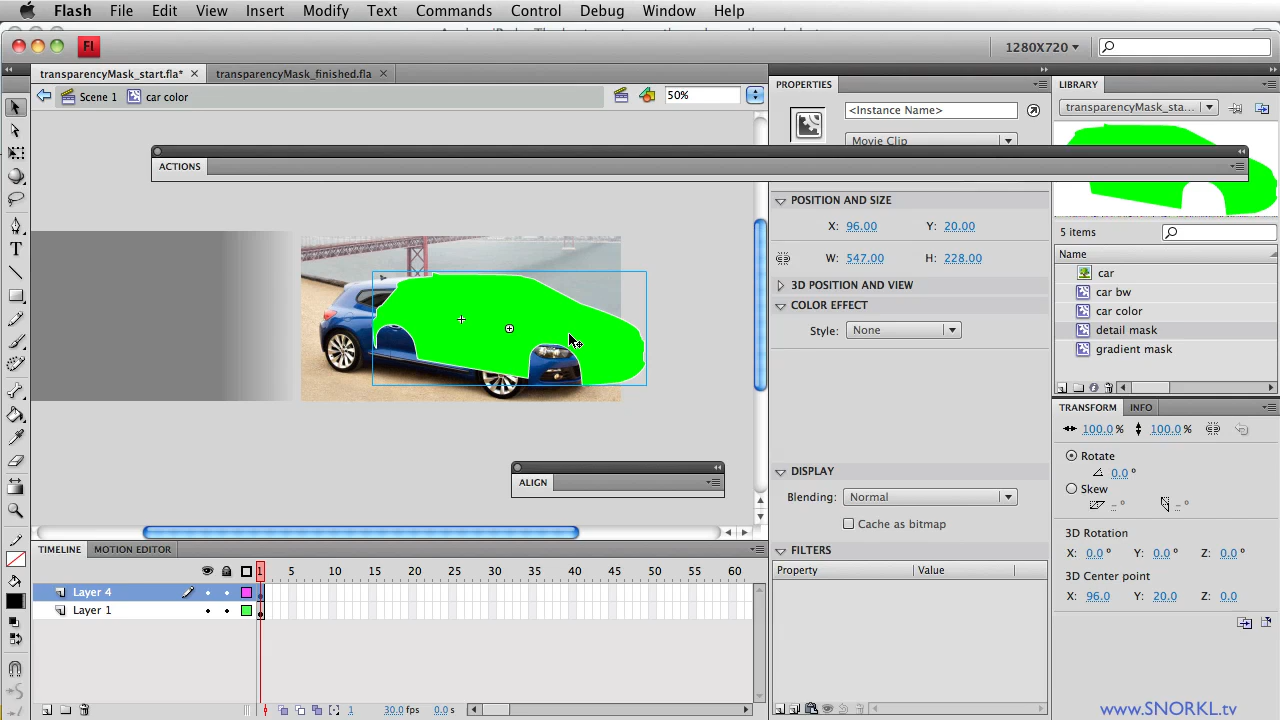 Flash File Edit View Insert Modify Text Commands Control Debug Window Help
Fl 1280X720
transparencyMask_start.fla* transparencyMask_finished.fla
Scene 1 car color 50%
ACTIONS
PROPERTIES
<Instance Name>
Movie Clip
POSITION AND SIZE
X: 96.00 Y: 20.00
W: 547.00 H: 228.00
3D POSITION AND VIEW
COLOR EFFECT
Style: None
DISPLAY
Blending: Normal
Cache as bitmap
FILTERS
Property Value
LIBRARY
transparencyMask_sta...
5 items
Name
car
car bw
car color
detail mask
gradient mask
TRANSFORM INFO
100.0 % 100.0 %
Rotate
0.0 °
Skew
3D Rotation
X: 0.0 ° Y: 0.0 ° Z: 0.0 °
3D Center point
X: 96.0 Y: 20.0 Z: 0.0
ALIGN
TIMELINE MOTION EDITOR
1 5 10 15 20 25 30 35 40 45 50 55 60
Layer 4
Layer 1
1 30.0 fps 0.0 s
www.SNORKL.tv